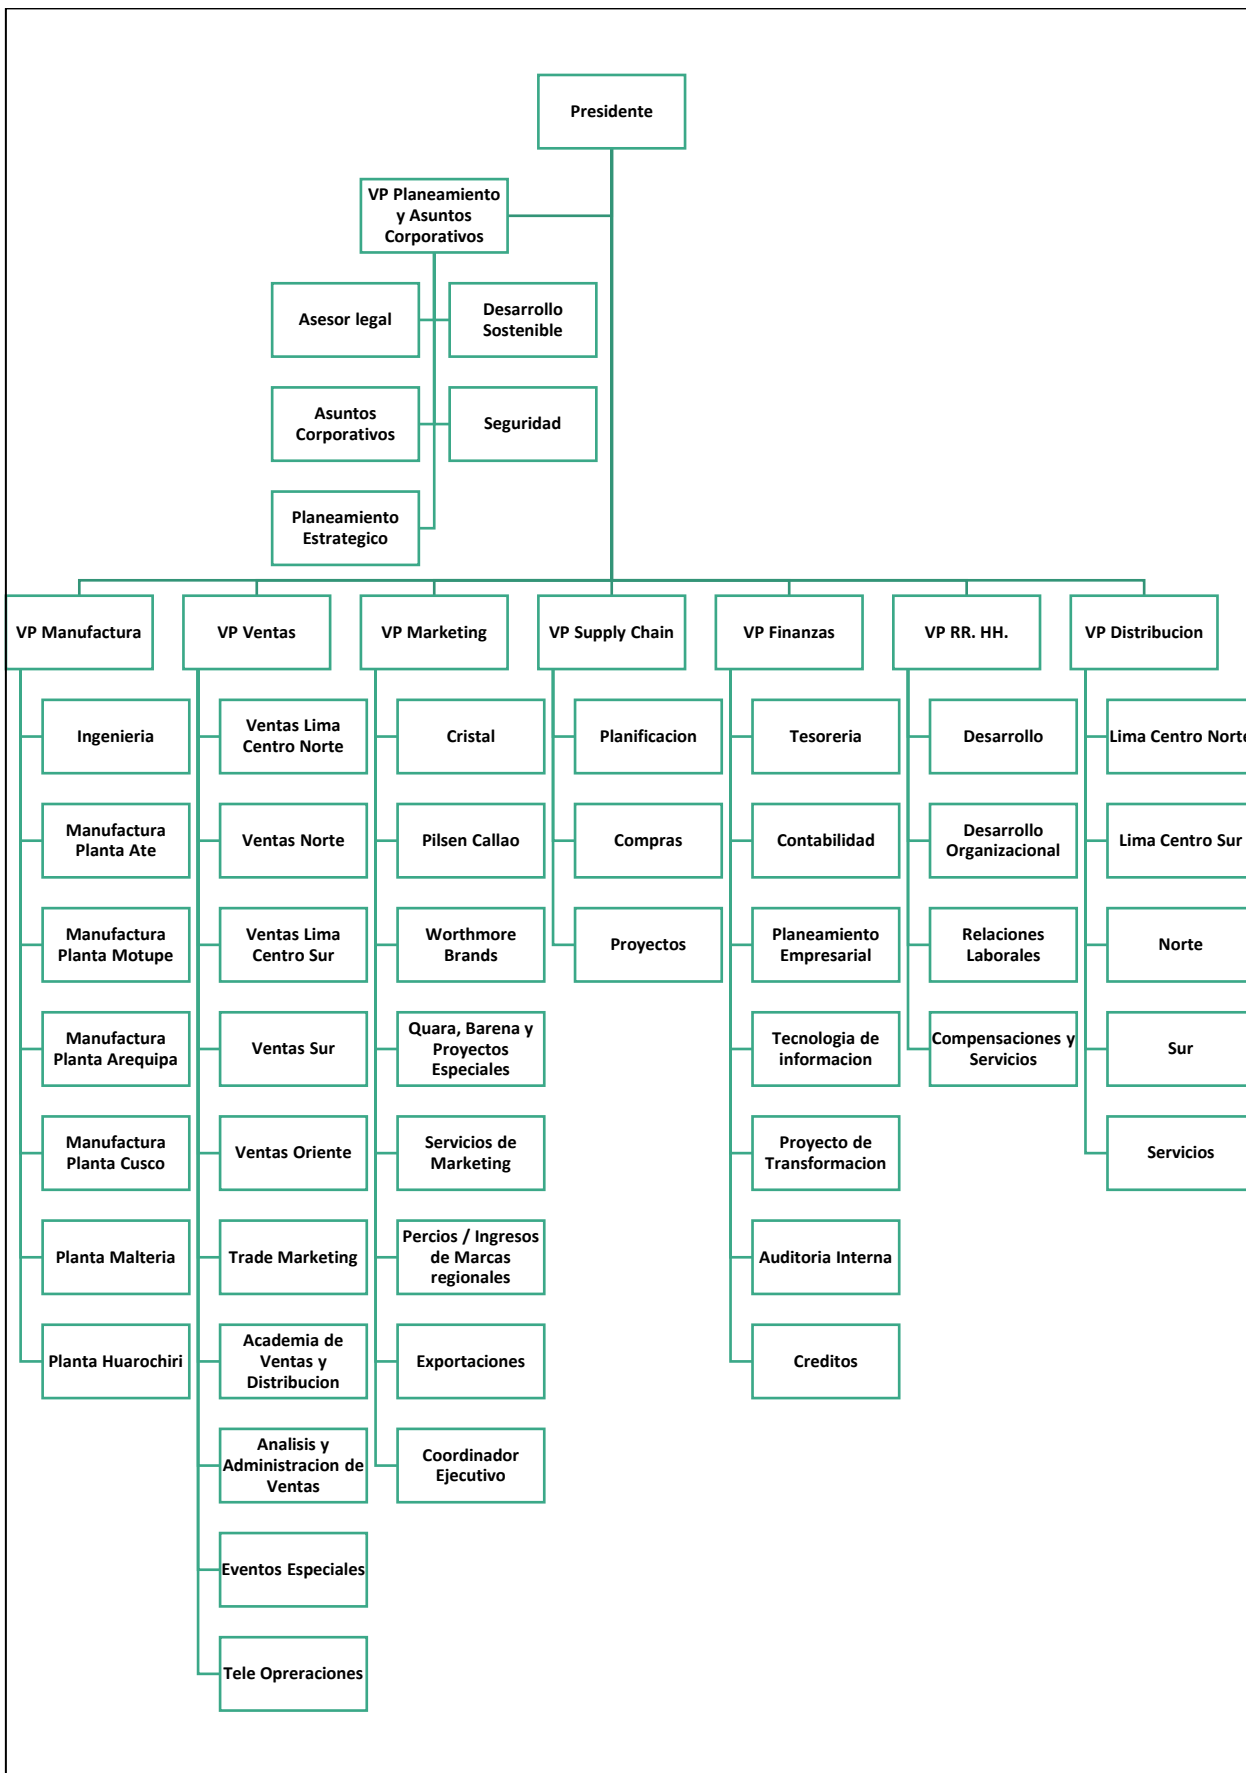 Presidente
VP Planeamiento
y Asuntos
Corporativos
Asesor legal
Desarrollo
Sostenible
Asuntos
Corporativos
Seguridad
Planeamiento
Estrategico
VP Manufactura
VP Ventas
VP Marketing
VP Supply Chain
VP Finanzas
VP RR. HH.
VP Distribucion
Ingenieria
Manufactura
Planta Ate
Manufactura
Planta Motupe
Manufactura
Planta Arequipa
Manufactura
Planta Cusco
Planta Malteria
Planta Huarochiri
Ventas Lima
Centro Norte
Ventas Norte
Ventas Lima
Centro Sur
Ventas Sur
Ventas Oriente
Trade Marketing
Academia de
Ventas y
Distribucion
Analisis y
Administracion de
Ventas
Eventos Especiales
Tele Opreraciones
Cristal
Pilsen Callao
Worthmore
Brands
Quara, Barena y
Proyectos
Especiales
Servicios de
Marketing
Percios / Ingresos
de Marcas
regionales
Exportaciones
Coordinador
Ejecutivo
Planificacion
Compras
Proyectos
Tesoreria
Contabilidad
Planeamiento
Empresarial
Tecnologia de
informacion
Proyecto de
Transformacion
Auditoria Interna
Creditos
Desarrollo
Desarrollo
Organizacional
Relaciones
Laborales
Compensaciones y
Servicios
Lima Centro Norte
Lima Centro Sur
Norte
Sur
Servicios